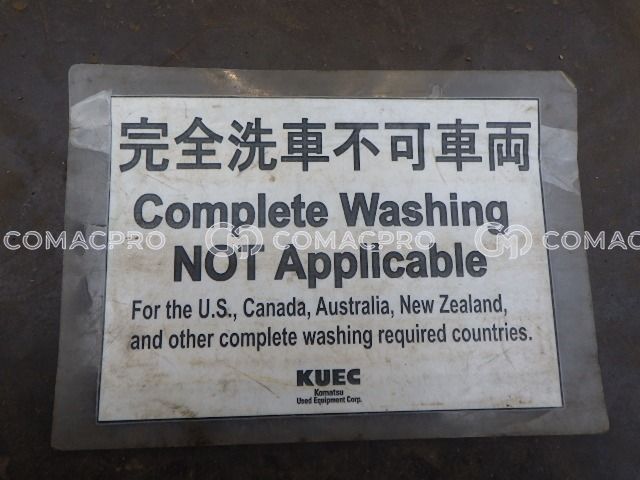 完全洗車不可車両
Complete Washing
NOT Applicable
COMACPRO COMACPRO COMACPRO
For the U.S., Canada, Australia, New Zealand,
and other complete washing required countries.
KUEC
Komatsu
Used Equipment Corp.